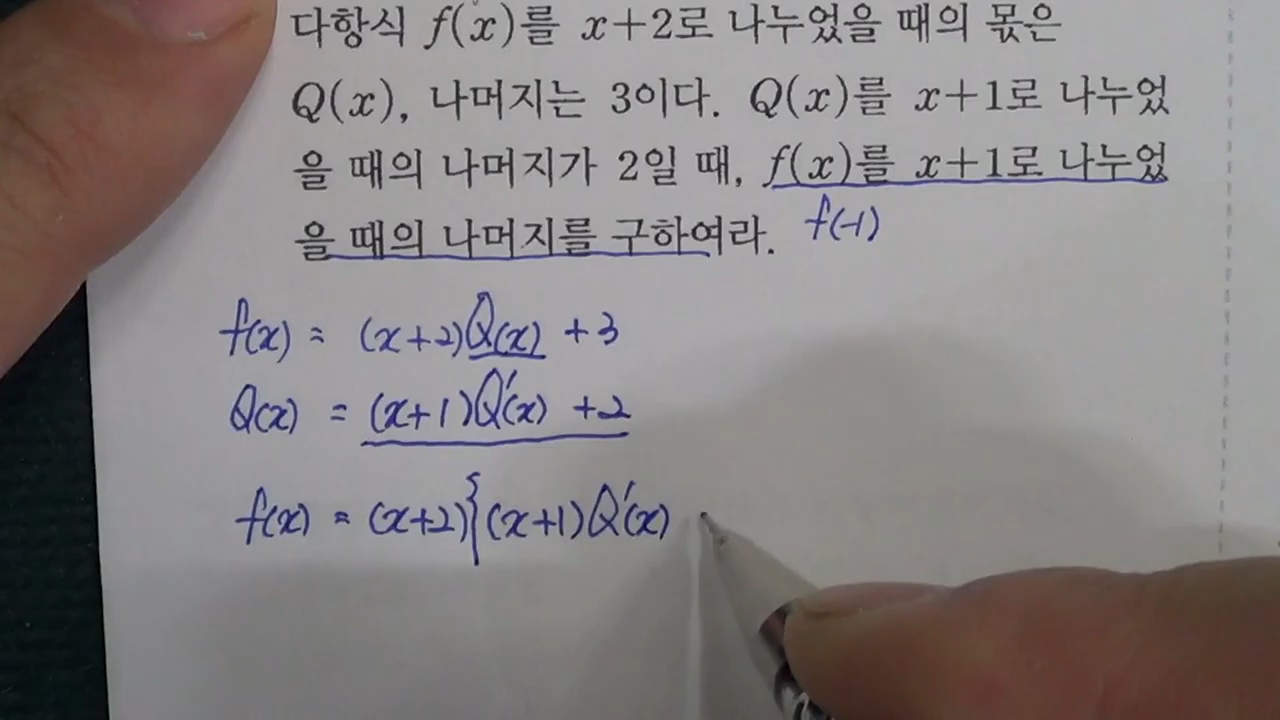 다항식 f(x)를 x+2로 나누었을 때의 몫은
Q(x), 나머지는 3이다. Q(x)를 x+1로 나누었
을 때의 나머지가 2일 때, f(x)를 x+1로 나누었
을 때의 나머지를 구하여라. f(-1)
f(x) = (x+2)Q(x) +3
Q(x) = (x+1)Q'(x) +2
f(x) = (x+2){(x+1)Q'(x)